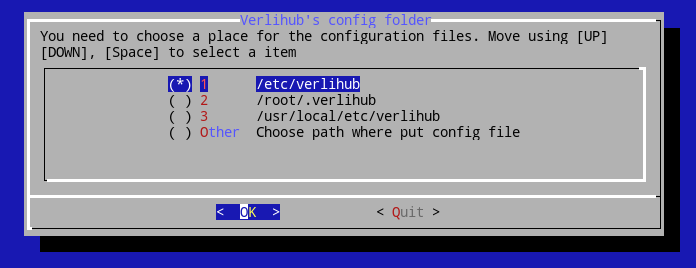 Verlihub's config folder
You need to choose a place for the configuration files. Move using [UP]
[DOWN], [Space] to select a item
(*) 1 /etc/verlihub
( ) 2 /root/.verlihub
( ) 3 /usr/local/etc/verlihub
( ) Other Choose path where put config file
< OK > < Quit >